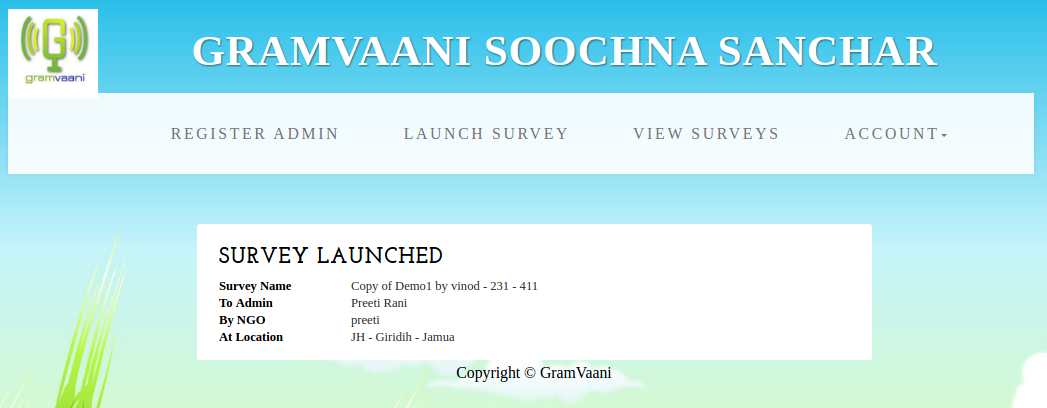 gramvaani
GRAMVAANI SOOCHNA SANCHAR
REGISTER ADMIN LAUNCH SURVEY VIEW SURVEYS ACCOUNT
SURVEY LAUNCHED
Survey Name Copy of Demo1 by vinod - 231 - 411
To Admin Preeti Rani
By NGO preeti
At Location JH - Giridih - Jamua
Copyright © GramVaani